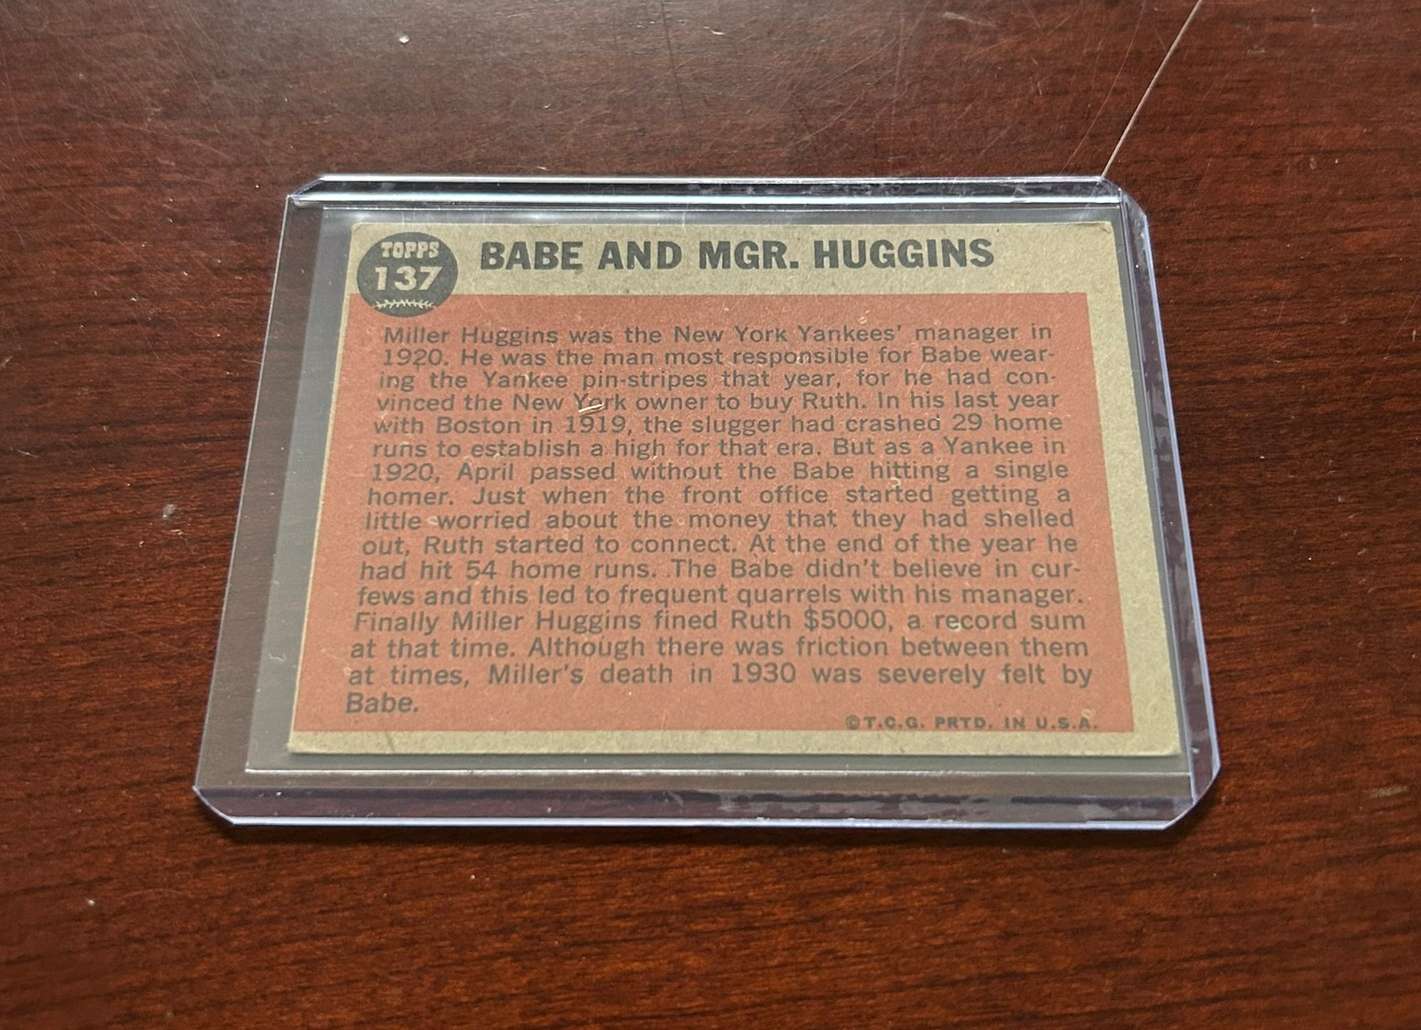 TOPPS
137
BABE AND MGR. HUGGINS
Miller Huggins was the New York Yankees' manager in
1920. He was the man most responsible for Babe wear-
ing the Yankee pin-stripes that year, for he had con-
vinced the New York owner to buy Ruth. In his last year
with Boston in 1919, the slugger had crashed 29 home
runs to establish a high for that era. But as a Yankee in
1920, April passed without the Babe hitting a single
homer. Just when the front office started getting a
little worried about the money that they had shelled
out, Ruth started to connect. At the end of the year he
had hit 54 home runs. The Babe didn't believe in cur-
fews and this led to frequent quarrels with his manager.
Finally Miller Huggins fined Ruth $5000, a record sum
at that time. Although there was friction between them
at times, Miller's death in 1930 was severely felt by
Babe.
©T.C.G. PRTD. IN U.S.A.